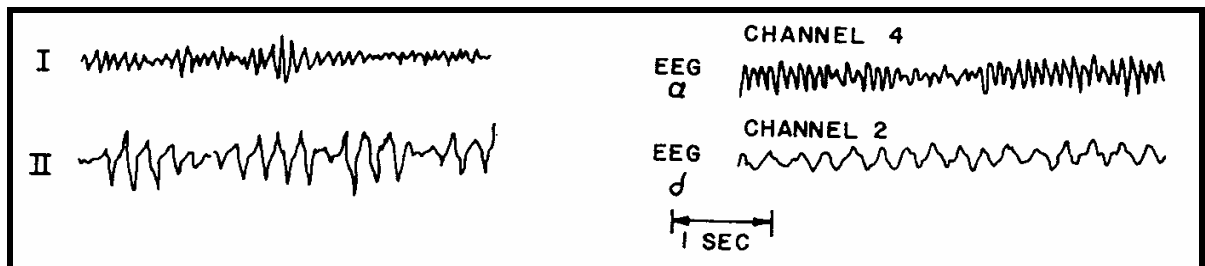 I
II
CHANNEL 4
EEG
α
CHANNEL 2
EEG
d
1 SEC